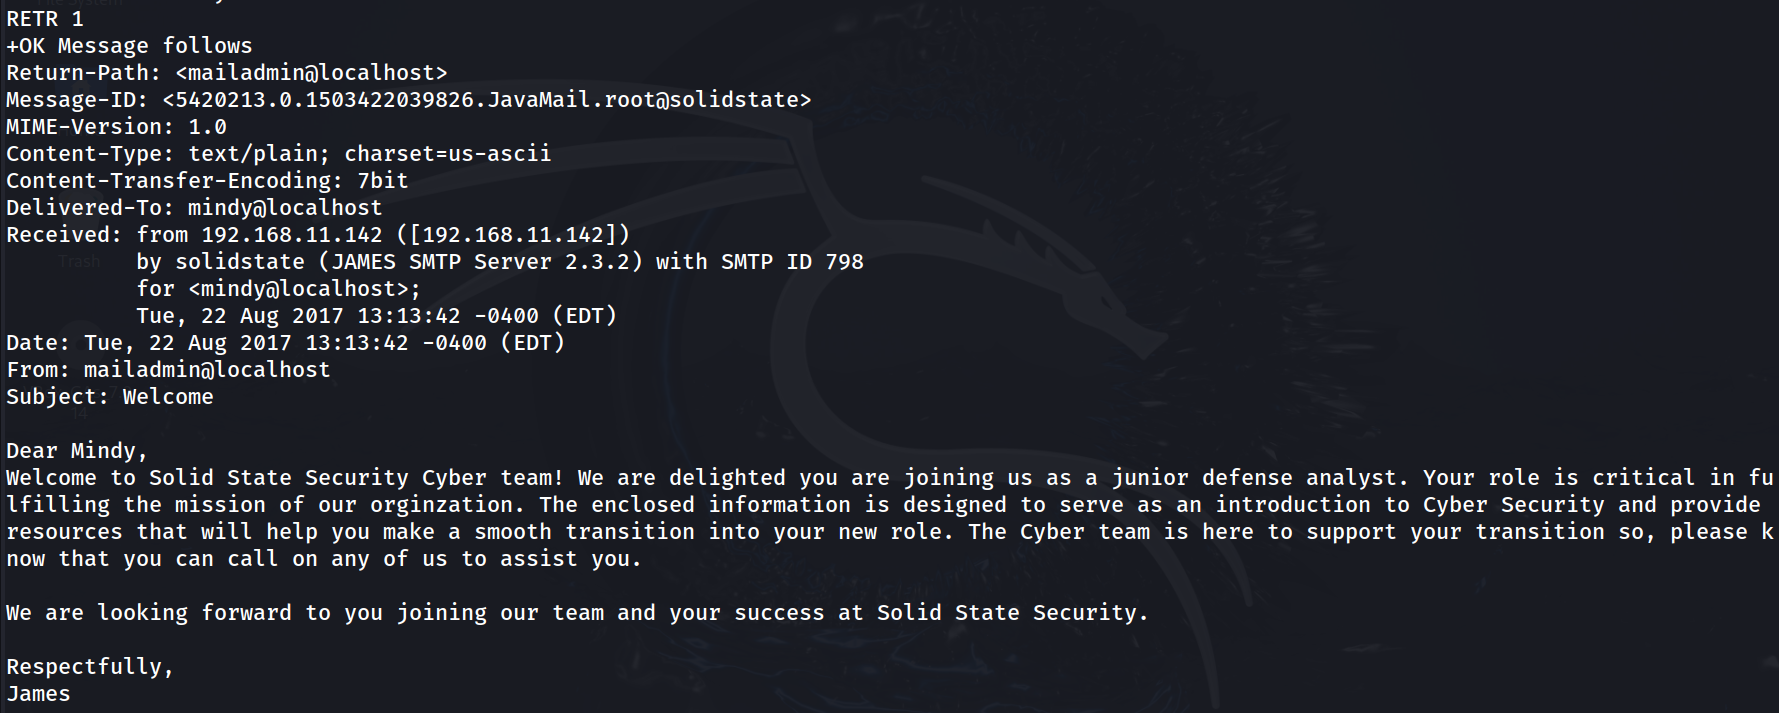 RETR 1
+OK Message follows
Return-Path: <mailadmin@localhost>
Message-ID: <5420213.0.1503422039826.JavaMail.root@solidstate>
MIME-Version: 1.0
Content-Type: text/plain; charset=us-ascii
Content-Transfer-Encoding: 7bit
Delivered-To: mindy@localhost
Received: from 192.168.11.142 ([192.168.11.142])
          by solidstate (JAMES SMTP Server 2.3.2) with SMTP ID 798
          for <mindy@localhost>;
          Tue, 22 Aug 2017 13:13:42 -0400 (EDT)
Date: Tue, 22 Aug 2017 13:13:42 -0400 (EDT)
From: mailadmin@localhost
Subject: Welcome

Dear Mindy,
Welcome to Solid State Security Cyber team! We are delighted you are joining us as a junior defense analyst. Your role is critical in fu
lfilling the mission of our orginzation. The enclosed information is designed to serve as an introduction to Cyber Security and provide
resources that will help you make a smooth transition into your new role. The Cyber team is here to support your transition so, please k
now that you can call on any of us to assist you.

We are looking forward to you joining our team and your success at Solid State Security.

Respectfully,
James
Trash